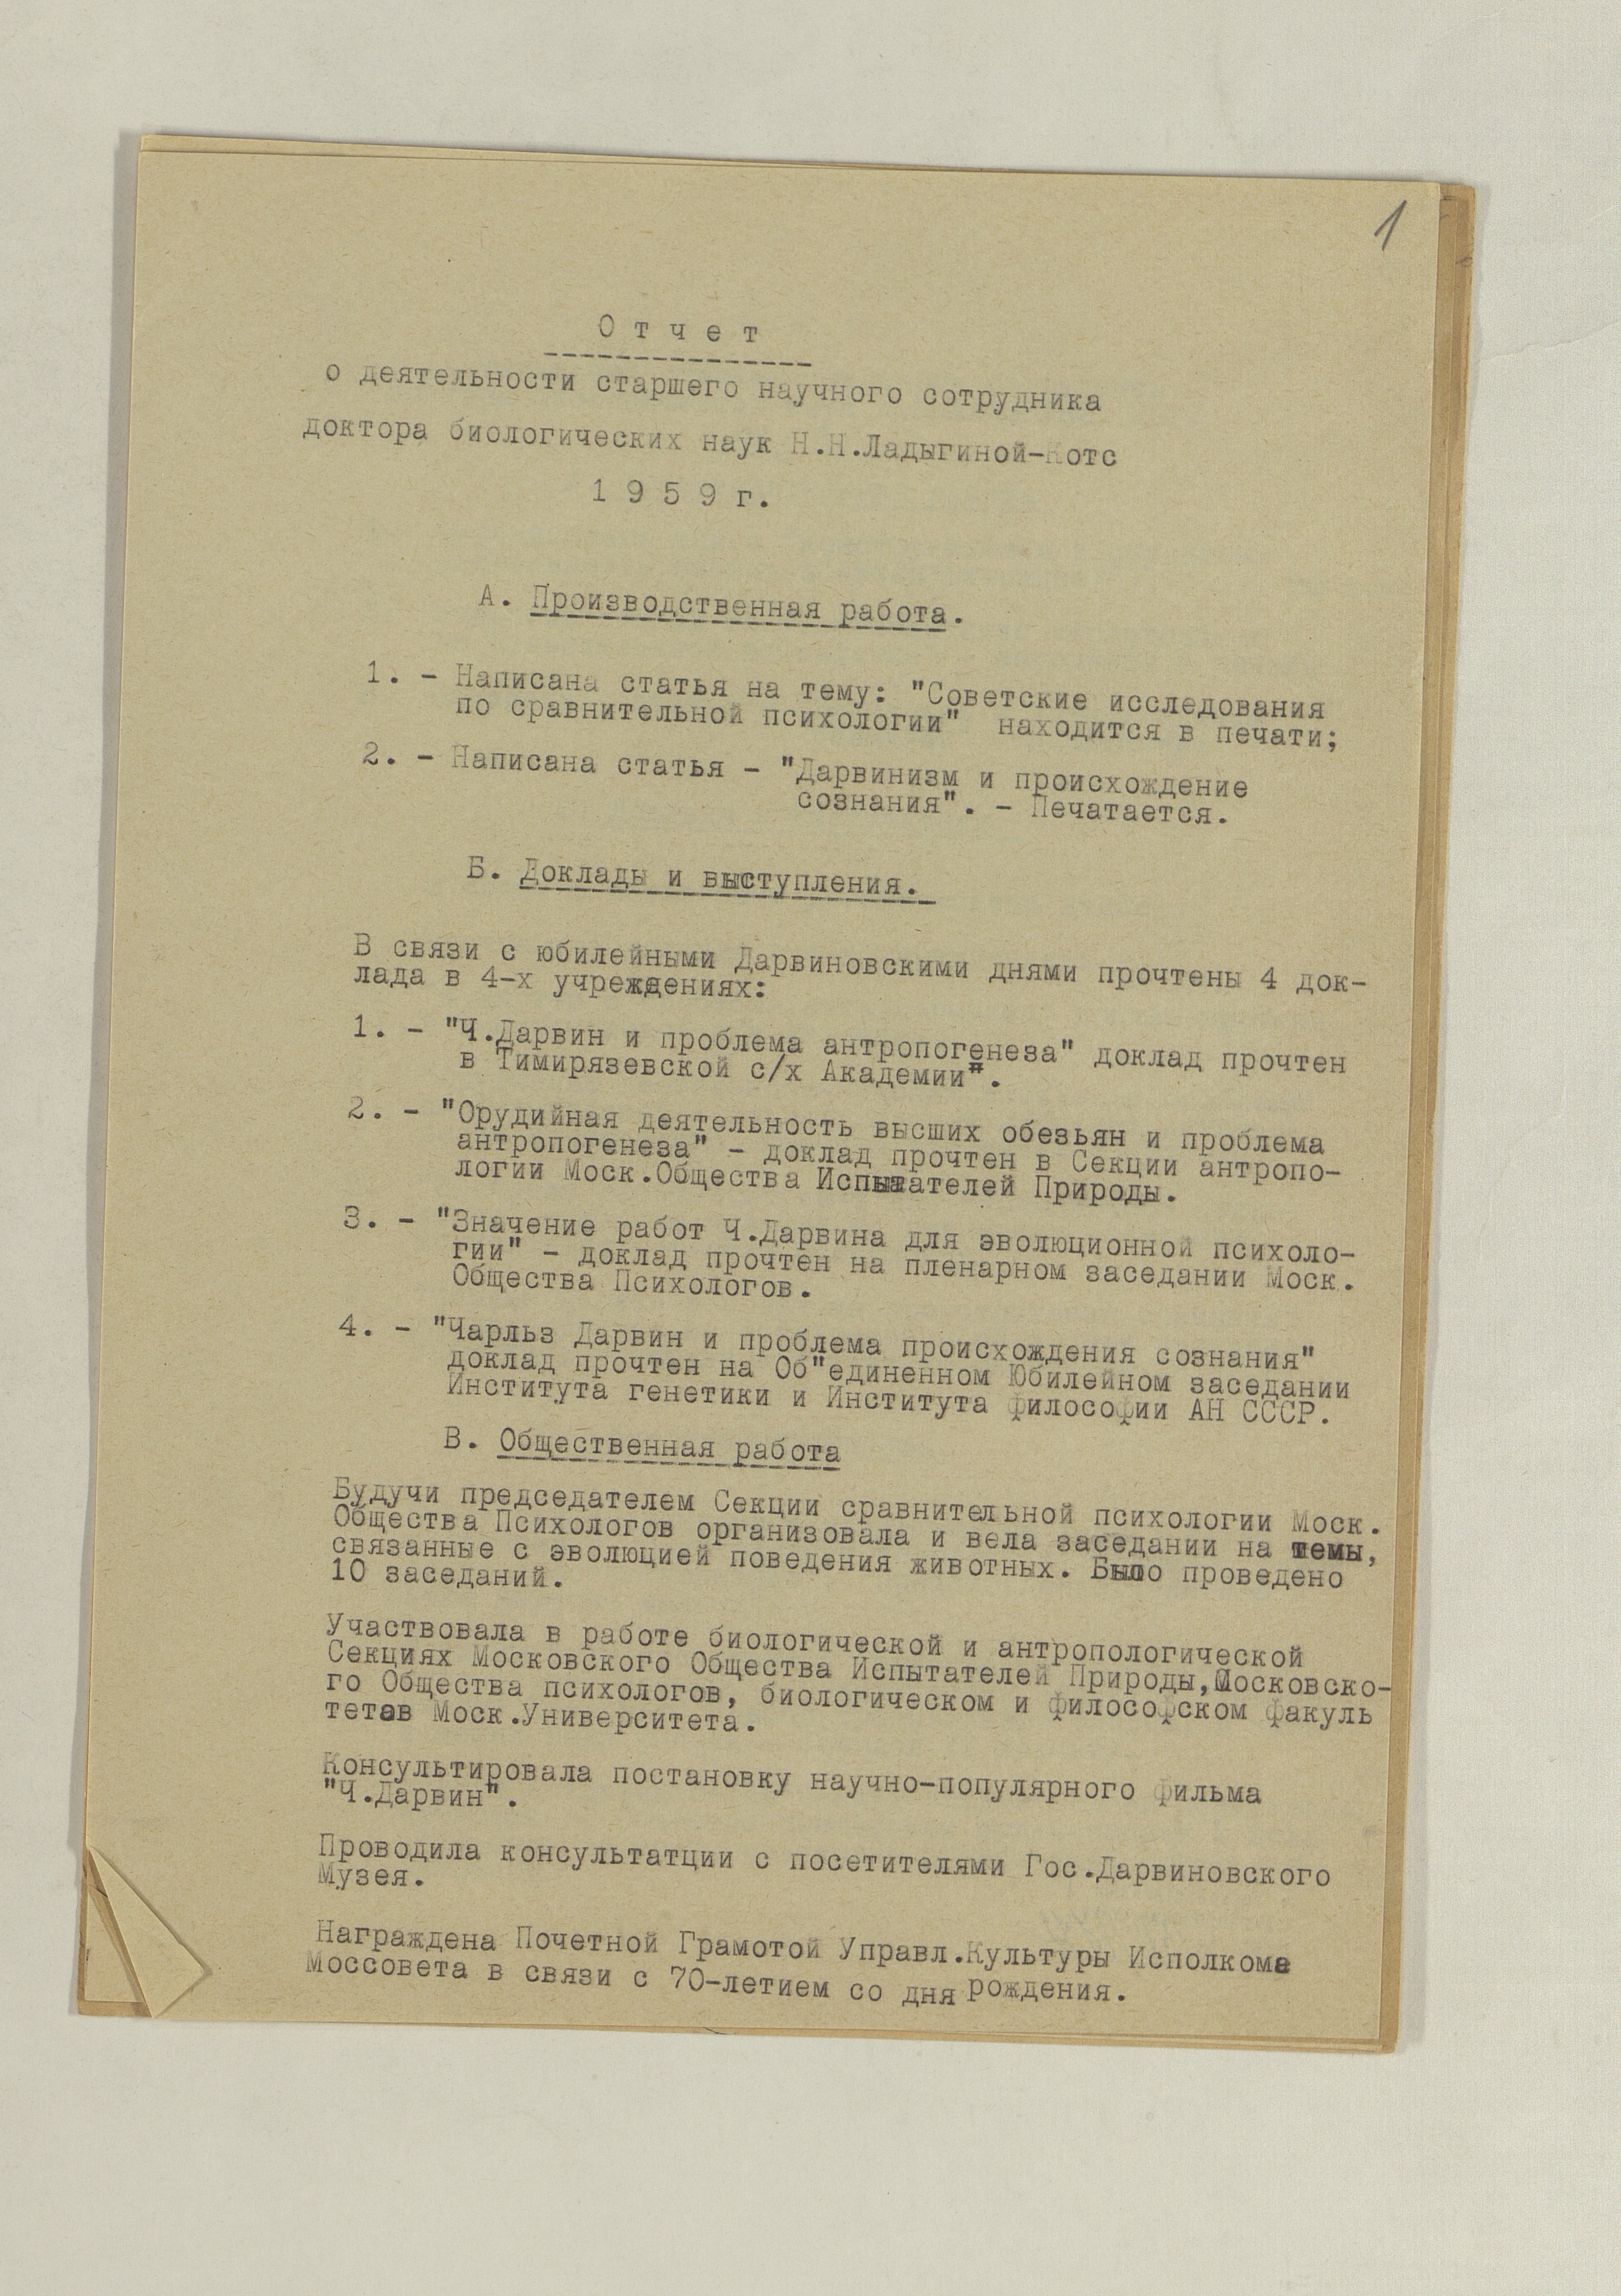 1
О т ч е т
о деятельности старшего научного сотрудника
доктора биологических наук Н.Н.Ладыгиной-Котс
1 9 5 9 г.
А. Производственная работа.
1. - Написана статья на тему: "Советские исследования
по сравнительной психологии" находится в печати;
2. - Написана статья - "Дарвинизм и происхождение
сознания". - Печатается.
Б. Доклады и выступления.
В связи с юбилейными Дарвиновскими днями прочтены 4 док-
лада в 4-х учреждениях:
1. - "Ч.Дарвин и проблема антропогенеза" доклад прочтен
в Тимирязевской с/х Академии".
2. - "Орудийная деятельность высших обезьян и проблема
антропогенеза" - доклад прочтен в Секции антропо-
логии Моск.Общества Испытателей Природы.
3. - "Значение работ Ч.Дарвина для эволюционной психоло-
гии" - доклад прочтен на пленарном заседании Моск.
Общества Психологов.
4. - "Чарльз Дарвин и проблема происхождения сознания"
доклад прочтен на Об"единенном Юбилейном заседании
Института генетики и Института философии АН СССР.
В. Общественная работа
Будучи председателем Секции сравнительной психологии Моск.
Общества Психологов организовала и вела заседании на темы,
связанные с эволюцией поведения животных. Было проведено
10 заседаний.
Участвовала в работе биологической и антропологической
Секциях Московского Общества Испытателей Природы,Московско-
го Общества психологов, биологическом и философском факуль
тетов Моск.Университета.
Консультировала постановку научно-популярного фильма
"Ч.Дарвин".
Проводила консультатции с посетителями Гос.Дарвиновского
Музея.
Награждена Почетной Грамотой Управл.Культуры Исполкома
Моссовета в связи с 70-летием со дня рождения.